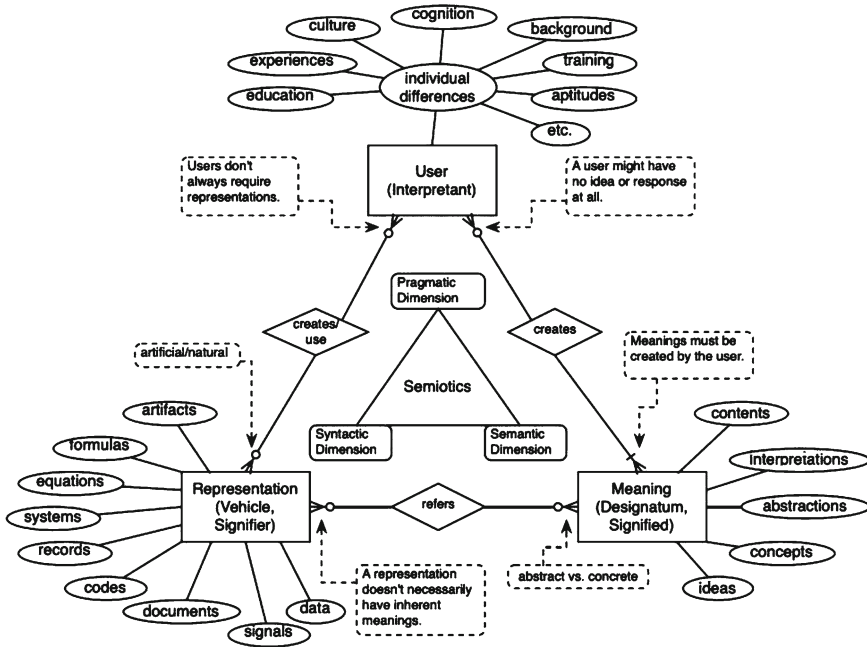 cognition
culture
background
experiences
training
individual
differences
education
aptitudes
etc.
Users don't
always require
representations.
User
(Interpretant)
A user might have
no idea or response
at all.
Pragmatic
Dimension
creates/
use
creates
artificial/natural
Meanings must be
created by the user.
Semiotics
Syntactic
Dimension
Semantic
Dimension
artifacts
formulas
equations
systems
records
codes
documents
signals
data
Representation
(Vehicle,
Signifier)
refers
Meaning
(Designatum,
Signified)
contents
interpretations
abstractions
concepts
ideas
A representation
doesn't necessarily
have inherent
meanings.
abstract vs. concrete